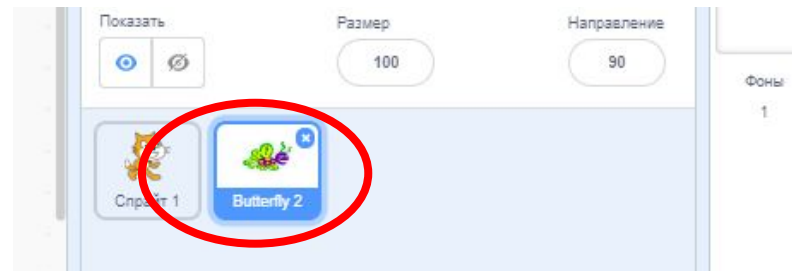 Показать Размер Направление
100 90
Фоны
1
Спрайт 1 Butterfly 2